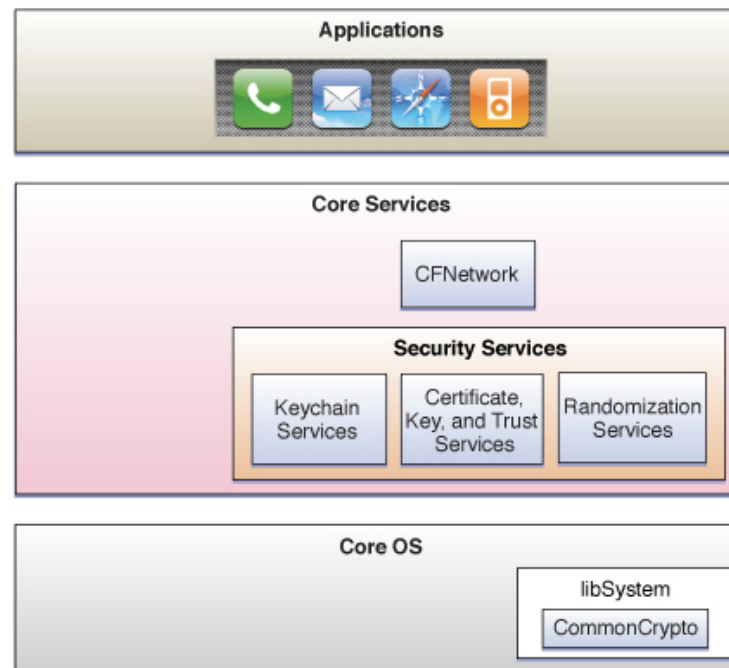 Applications
Core Services
CFNetwork
Security Services
Keychain
Services
Certificate,
Key, and Trust
Services
Randomization
Services
Core OS
libSystem
CommonCrypto